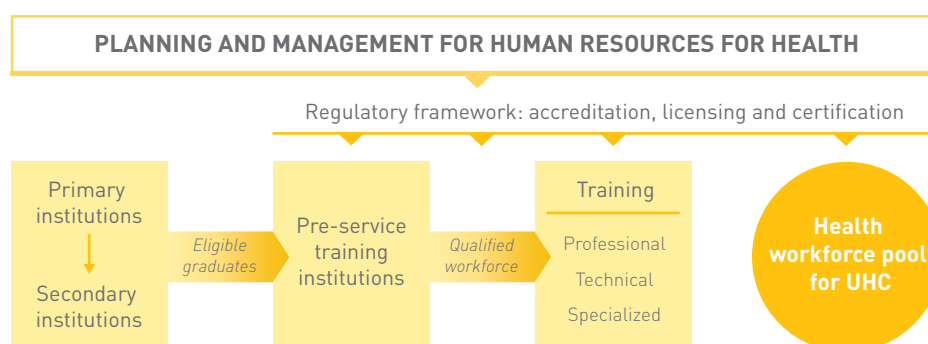 PLANNING AND MANAGEMENT FOR HUMAN RESOURCES FOR HEALTH
Regulatory framework: accreditation, licensing and certification
Primary
institutions
Secondary
institutions
Eligible
graduates
Pre-service
training
institutions
Qualified
workforce
Training
Professional
Technical
Specialized
Health
workforce pool
for UHC